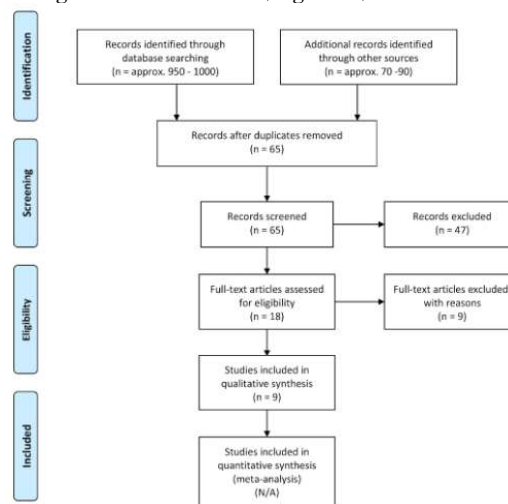 Identification
Records identified through
database searching
(n = approx. 950 - 1000)
Additional records identified
through other sources
(n = approx. 70 -90)
Records after duplicates removed
(n = 65)
Screening
Records screened
(n = 65)
Records excluded
(n = 47)
Eligibility
Full-text articles assessed
for eligibility
(n = 18)
Full-text articles excluded
with reasons
(n = 9)
Studies included in
qualitative synthesis
(n = 9)
Included
Studies included in
quantitative synthesis
(meta-analysis)
(N/A)